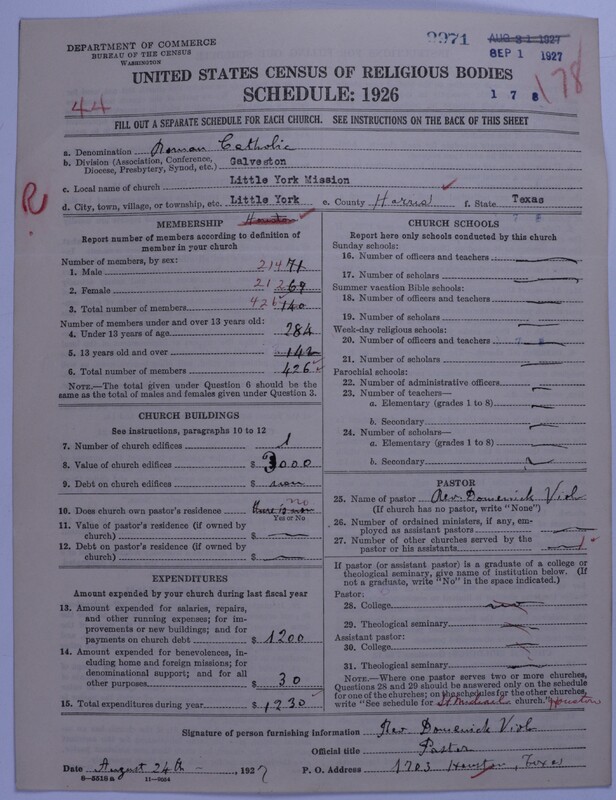 DEPARTMENT OF COMMERCE
BUREAU OF THE CENSUS
WASHINGTON
9971
AUG 31 1927
SEP 1 1927
1 7 8
178
44
UNITED STATES CENSUS OF RELIGIOUS BODIES
SCHEDULE: 1926
FILL OUT A SEPARATE SCHEDULE FOR EACH CHURCH. SEE INSTRUCTIONS ON THE BACK OF THIS SHEET
a. Denomination Roman Catholic
b. Division (Association, Conference, Diocese, Presbytery, Synod, etc.) Galveston
c. Local name of church Little York Mission
R
d. City, town, village, or township, etc. Little York e. County Harris f. State Texas
Houston
MEMBERSHIP
Report number of members according to definition of
member in your church
Number of members, by sex:
1. Male 214 71
2. Female 212 69
3. Total number of members 426 140
Number of members under and over 13 years old:
4. Under 13 years of age 284
5. 13 years old and over 142
6. Total number of members 426
NOTE.—The total given under Question 6 should be
the same as the total of males and females given under Question 3.
CHURCH BUILDINGS
See instructions, paragraphs 10 to 12
7. Number of church edifices 1
8. Value of church edifices $ 3000
9. Debt on church edifices $
10. Does church own pastor's residence no
Yes or No
11. Value of pastor's residence (if owned by
church) $
12. Debt on pastor's residence (if owned by
church) $
EXPENDITURES
Amount expended by your church during last fiscal year
13. Amount expended for salaries, repairs,
and other running expenses; for im-
provements or new buildings; and for
payments on church debt $ 1200
14. Amount expended for benevolences, in-
cluding home and foreign missions; for
denominational support; and for all
other purposes $ 30
15. Total expenditures during year $ 1230
CHURCH SCHOOLS
Report here only schools conducted by this church
Sunday schools:
16. Number of officers and teachers
17. Number of scholars
Summer vacation Bible schools:
18. Number of officers and teachers
19. Number of scholars
Week-day religious schools:
20. Number of officers and teachers
21. Number of scholars
Parochial schools:
22. Number of administrative officers
23. Number of teachers—
a. Elementary (grades 1 to 8)
b. Secondary
24. Number of scholars—
a. Elementary (grades 1 to 8)
b. Secondary
PASTOR
25. Name of pastor Rev. Domenick Viola
(If church has no pastor, write "None")
26. Number of ordained ministers, if any, em-
ployed as assistant pastors
27. Number of other churches served by the
pastor or his assistants 1
If pastor (or assistant pastor) is a graduate of a college or
theological seminary, give name of institution below. (If
not a graduate, write "No" in the space indicated.)
Pastor:
28. College
29. Theological seminary
Assistant pastor:
30. College
31. Theological seminary
NOTE.—Where one pastor serves two or more churches,
Questions 28 and 29 should be answered only on the schedule
for one of the churches; on the schedules for the other churches,
write "See schedule for St Michael church." Houston
Signature of person furnishing information Rev. Domenick Viola
Official title Pastor
Date August 24th, 1927 P. O. Address 1703 Houston, Texas
8—5518a 11—9024